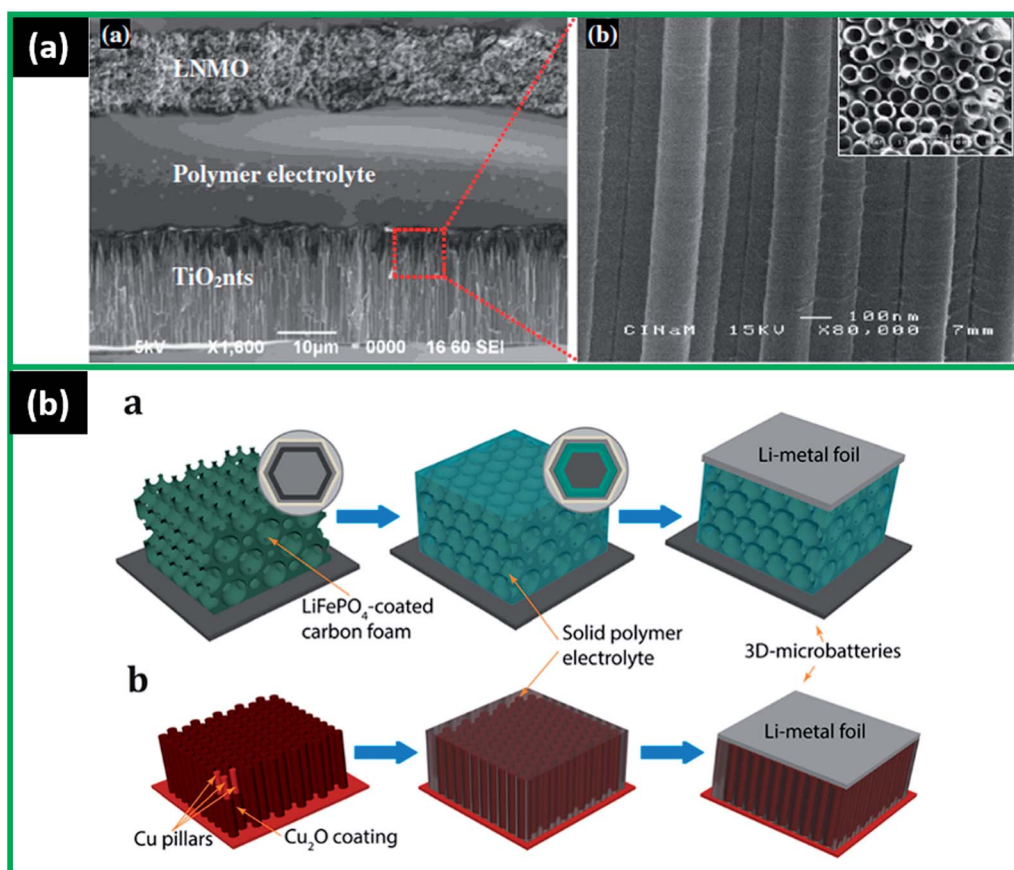 (a)
(a)
LNMO
Polymer electrolyte
TiO₂nts
5kV X1,600 10μm 0000 16 60 SEI
(b)
100nm
CINaM 15KV X80,000 7mm
(b)
a
Li-metal foil
LiFePO₄-coated
carbon foam
Solid polymer
electrolyte
3D-microbatteries
b
Li-metal foil
Cu pillars
Cu₂O coating